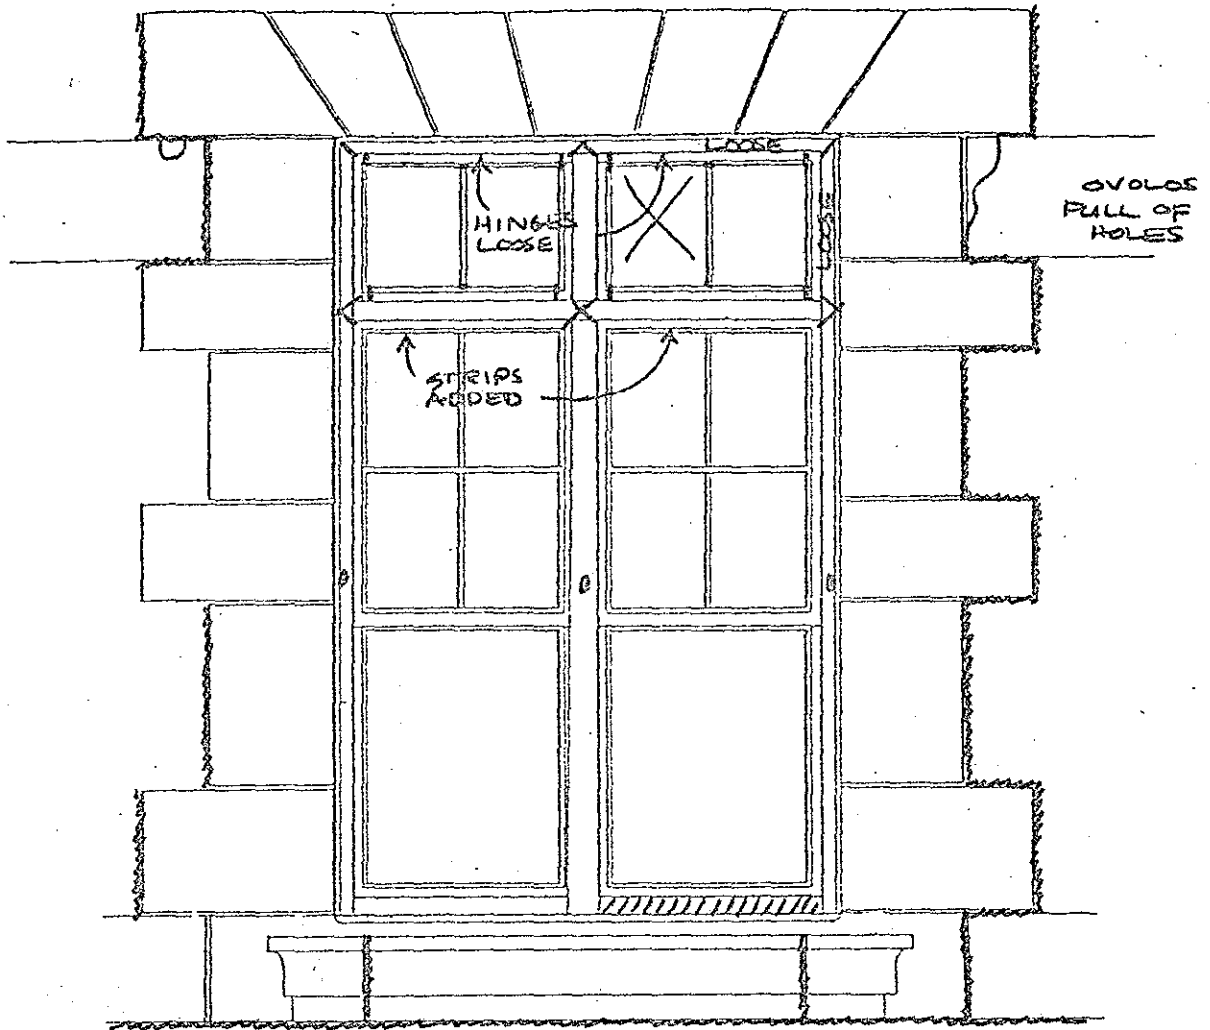 LOOSE
LOOSE
OVOLOS
FULL OF
HOLES
HINGES
LOOSE
STRIPS
ADDED